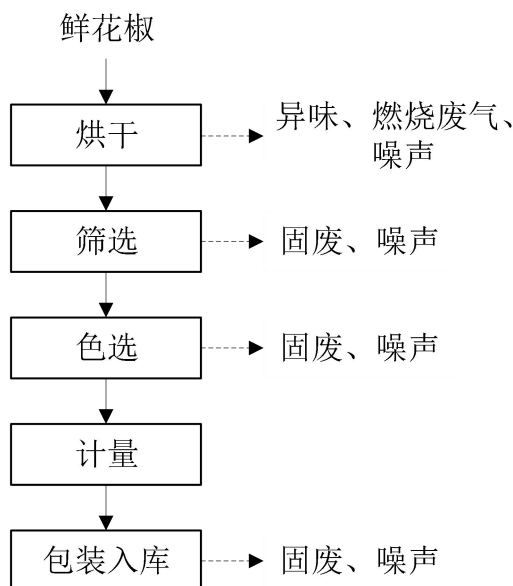 鲜花椒
烘干
异味、燃烧废气、
噪声
筛选
固废、噪声
色选
固废、噪声
计量
包装入库
固废、噪声